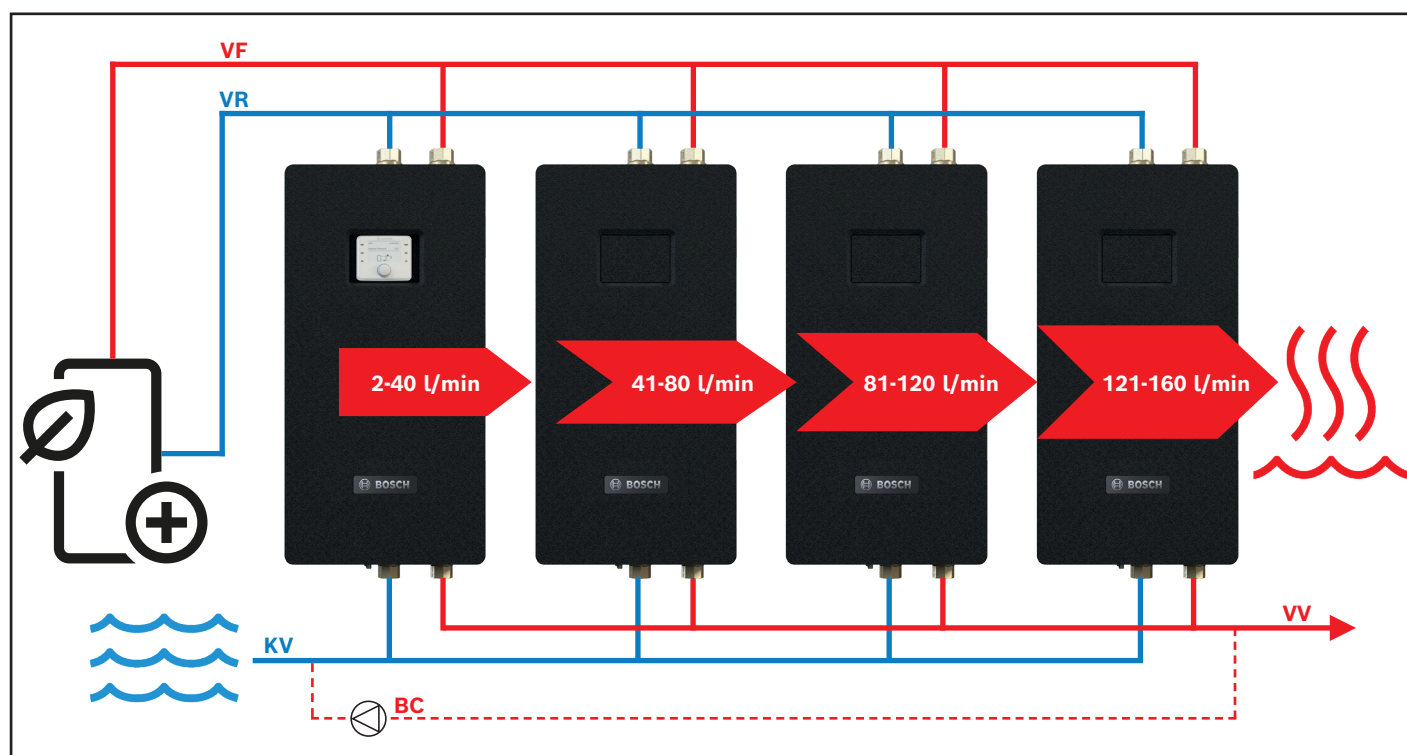 VF
VR
2-40 l/min
41-80 l/min
81-120 l/min
121-160 l/min
BOSCH
BOSCH
BOSCH
BOSCH
VV
KV
BC